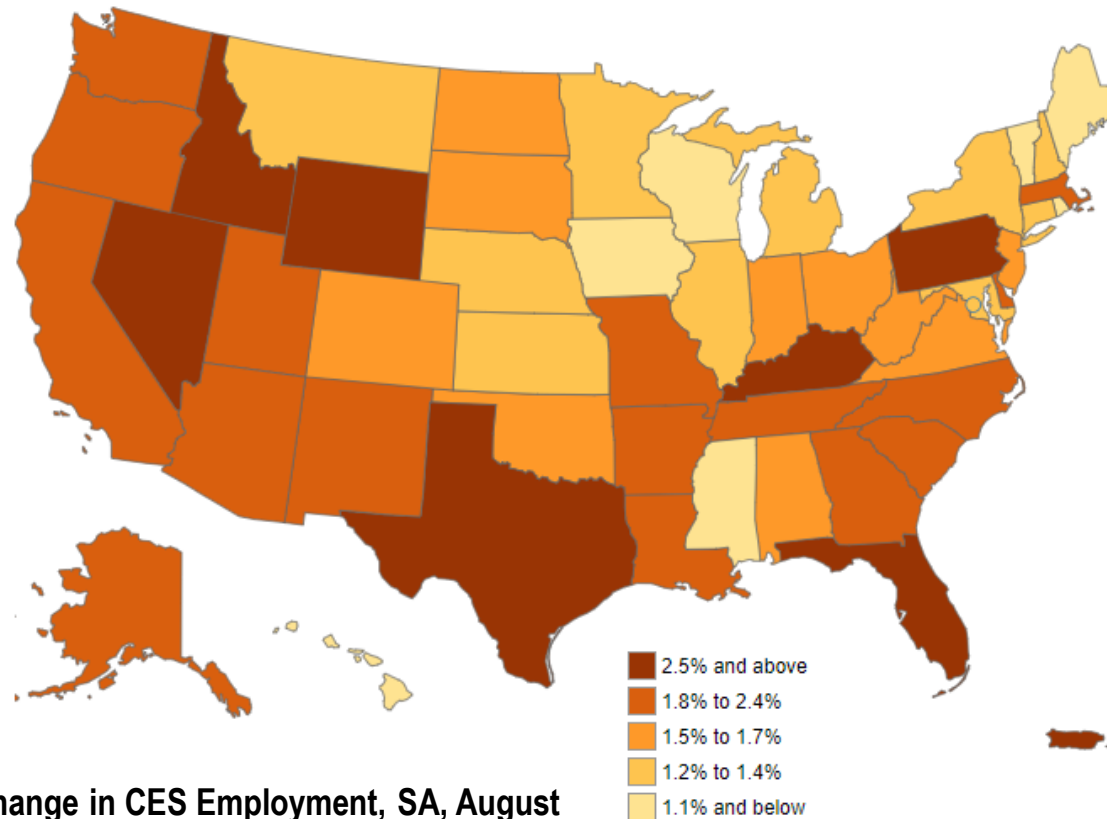 2.5% and above
1.8% to 2.4%
1.5% to 1.7%
1.2% to 1.4%
1.1% and below
hange in CES Employment, SA, August